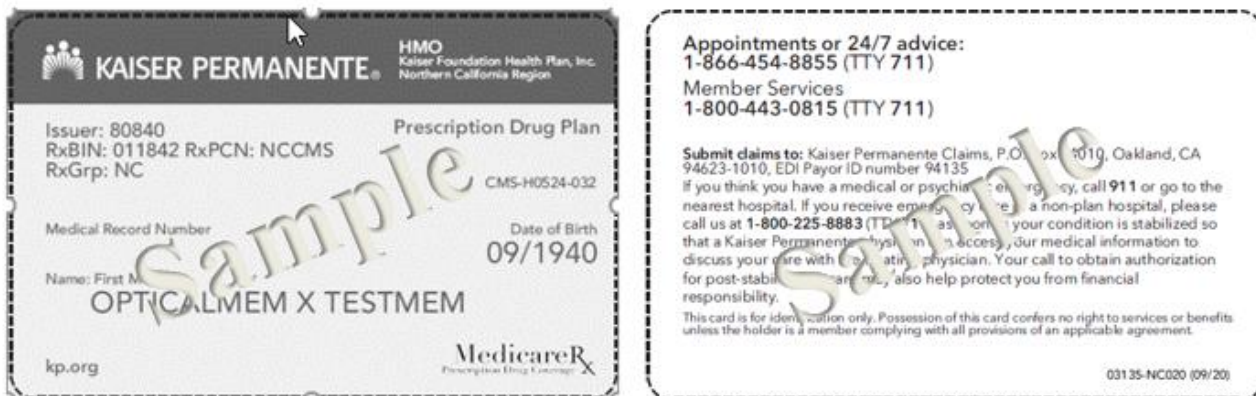 KAISER PERMANENTE®
HMO
Kaiser Foundation Health Plan, Inc.
Northern California Region
Issuer: 80840
RxBIN: 011842 RxPCN: NCCMS
RxGrp: NC
Prescription Drug Plan
CMS-H0524-032
Medical Record Number
Date of Birth
09/1940
Name: First
OPTICALMEM X TESTMEM
kp.org
MedicareRx
Prescription Drug Coverage
Sample
Appointments or 24/7 advice:
1-866-454-8855 (TTY 711)
Member Services
1-800-443-0815 (TTY 711)
Submit claims to: Kaiser Permanente Claims, P.O. Oakland, CA
94623-1010, EDI Payor ID number 94135
If you think you have a medical or call 911 or go to the
nearest hospital. If you receive a non-plan hospital, please
call us at 1-800-225-8883 your condition is stabilized so
that a Kaiser Permanente access your medical information to
discuss your care with physician. Your call to obtain authorization
for also help protect you from financial
responsibility.
This card is for only. Possession of this card confers no right to services or benefits
unless the holder is a member complying with all provisions of an applicable agreement.
03135-NC020 (09/20)
Sample